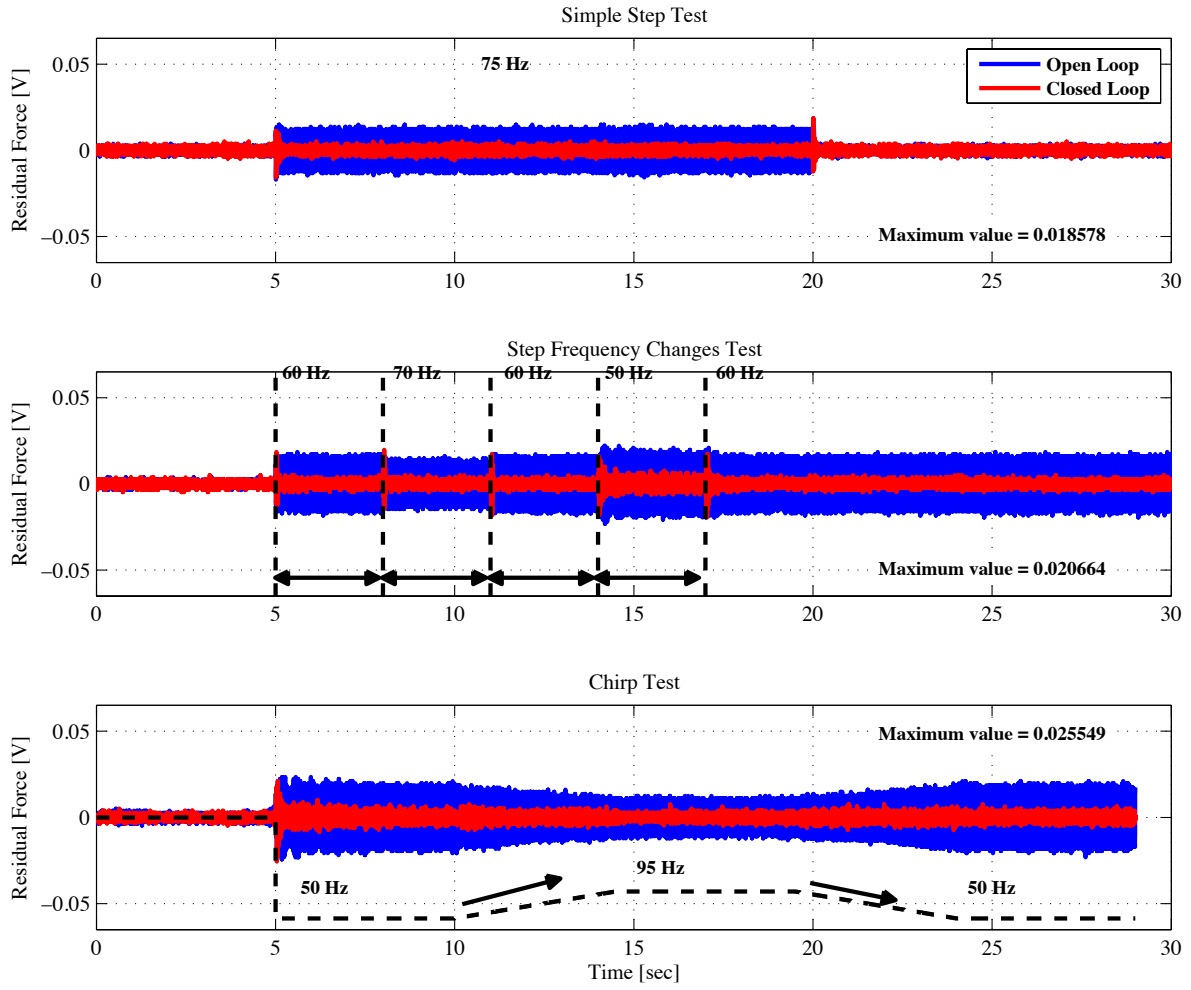 Simple Step Test
Residual Force [V]
0.05
0
−0.05
75 Hz
Open Loop
Closed Loop
Maximum value = 0.018578
0 5 10 15 20 25 30
Step Frequency Changes Test
Residual Force [V]
0.05
0
−0.05
60 Hz 70 Hz 60 Hz 50 Hz 60 Hz
Maximum value = 0.020664
0 5 10 15 20 25 30
Chirp Test
Residual Force [V]
0.05
0
−0.05
Maximum value = 0.025549
50 Hz
95 Hz
50 Hz
0 5 10 15 20 25 30
Time [sec]